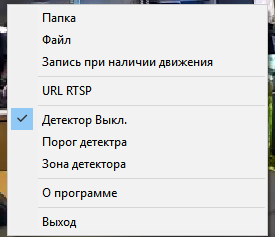 Папка
Файл
Запись при наличии движения
URL RTSP
Детектор Выкл.
Порог детектра
Зона детектора
О программе
Выход